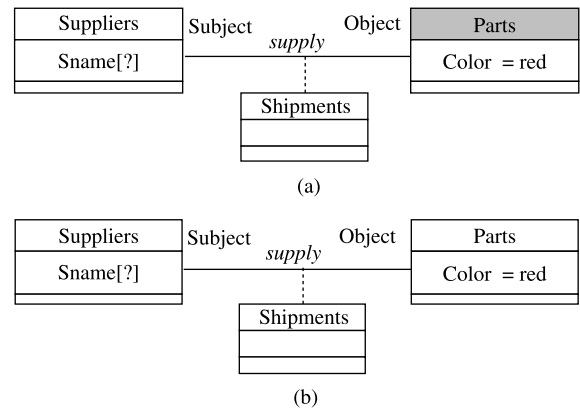 Suppliers Subject supply Object Parts
Sname[?] Color = red
Shipments
(a)
Suppliers Subject supply Object Parts
Sname[?] Color = red
Shipments
(b)